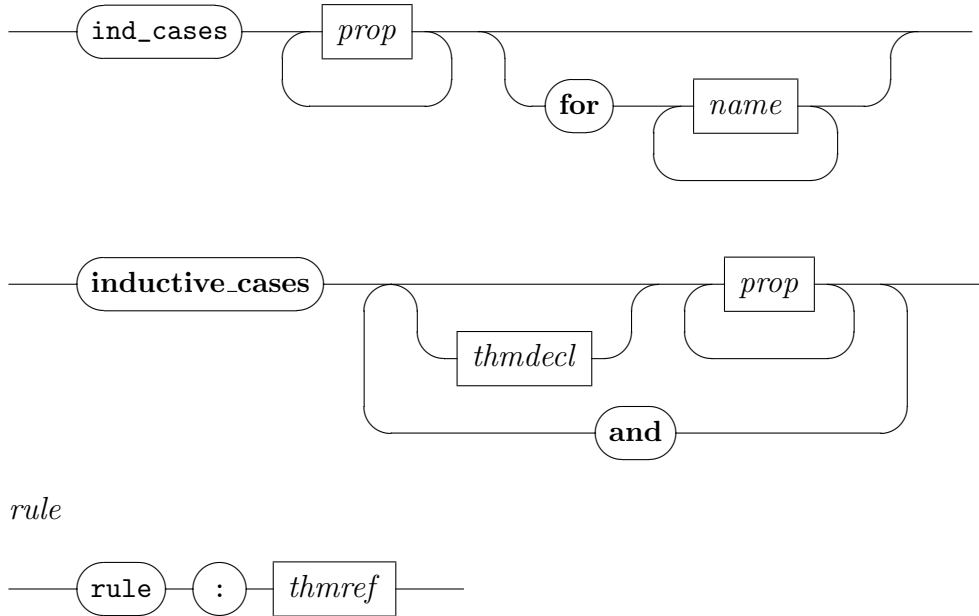 ind_cases prop
for name
inductive_cases prop
thmdecl
and
rule
rule : thmref